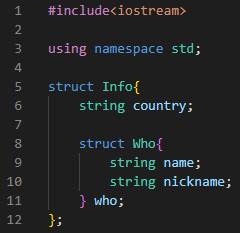 1 #include<iostream>
2
3 using namespace std;
4
5 struct Info{
6     string country;
7
8     struct Who{
9         string name;
10         string nickname;
11     } who;
12 };